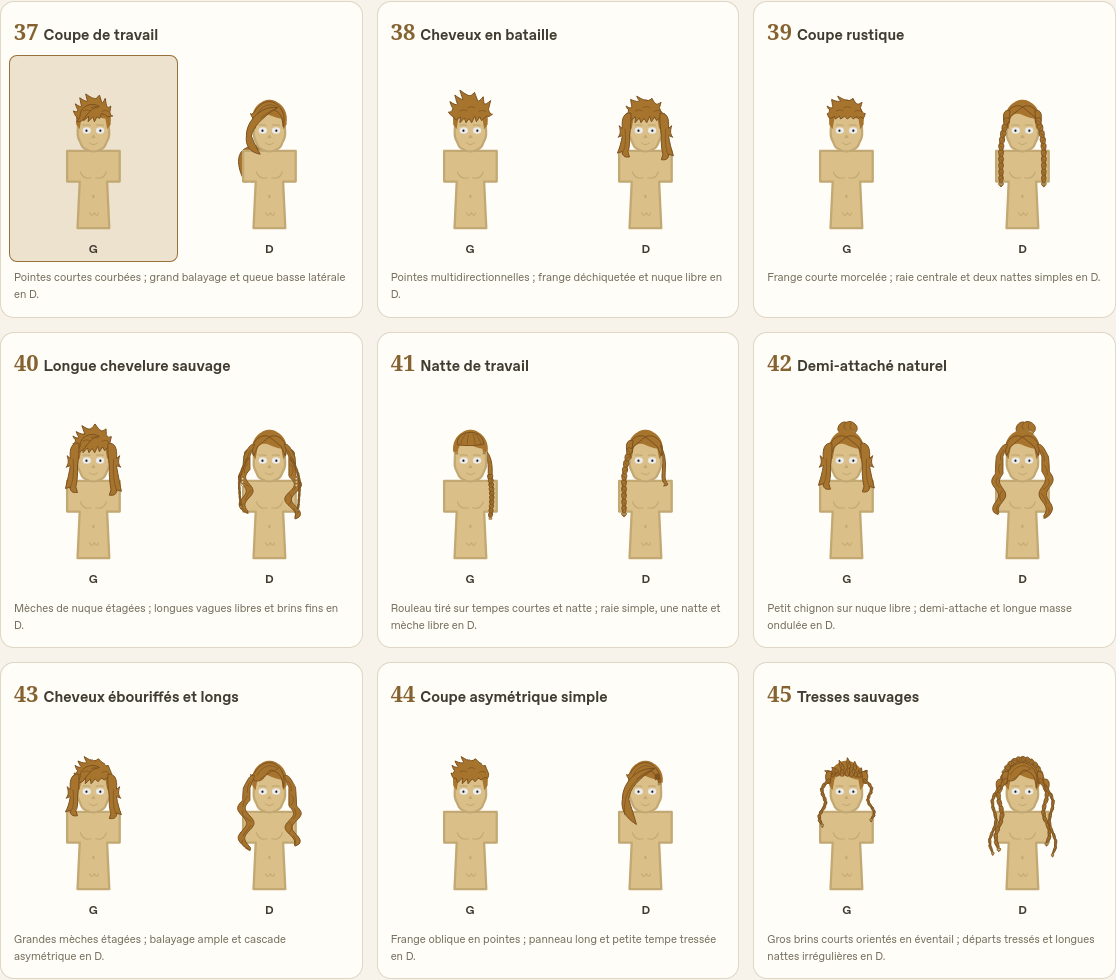 37 Coupe de travail
G
D
Pointes courtes courbées ; grand balayage et queue basse latérale
en D.
38 Cheveux en bataille
G
D
Pointes multidirectionnelles ; frange déchiquetée et nuque libre en
D.
39 Coupe rustique
G
D
Frange courte morcelée ; raie centrale et deux nattes simples en D.
40 Longue chevelure sauvage
G
D
Mèches de nuque étagées ; longues vagues libres et brins fins en
D.
41 Natte de travail
G
D
Rouleau tiré sur tempes courtes et natte ; raie simple, une natte et
mèche libre en D.
42 Demi-attaché naturel
G
D
Petit chignon sur nuque libre ; demi-attache et longue masse
ondulée en D.
43 Cheveux ébouriffés et longs
G
D
Grandes mèches étagées ; balayage ample et cascade
asymétrique en D.
44 Coupe asymétrique simple
G
D
Frange oblique en pointes ; panneau long et petite tempe tressée
en D.
45 Tresses sauvages
G
D
Gros brins courts orientés en éventail ; départs tressés et longues
nattes irrégulières en D.